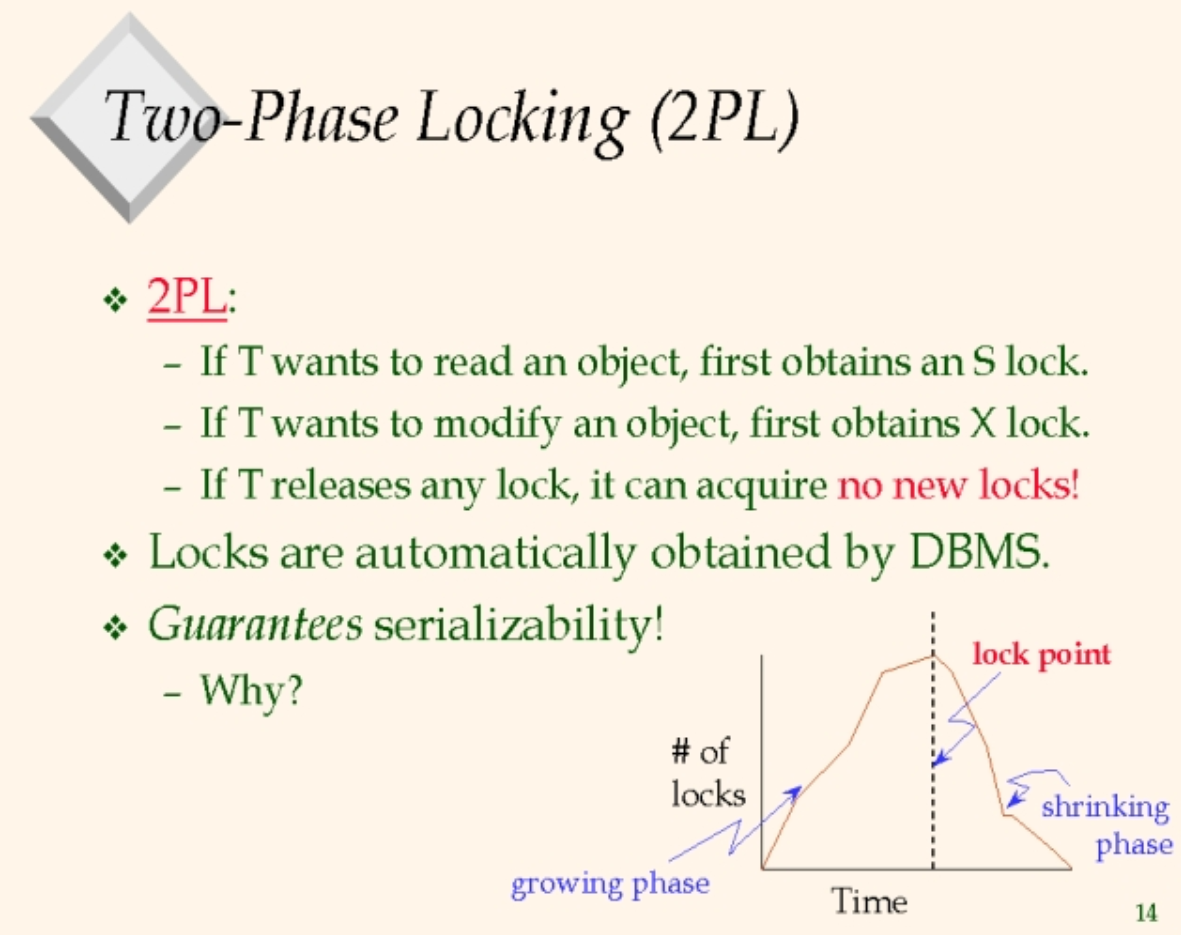 Two-Phase Locking (2PL)
❖ 2PL:
– If T wants to read an object, first obtains an S lock.
– If T wants to modify an object, first obtains X lock.
– If T releases any lock, it can acquire no new locks!
❖ Locks are automatically obtained by DBMS.
❖ Guarantees serializability!
– Why?
lock point
# of
locks
shrinking
phase
growing phase
Time
14